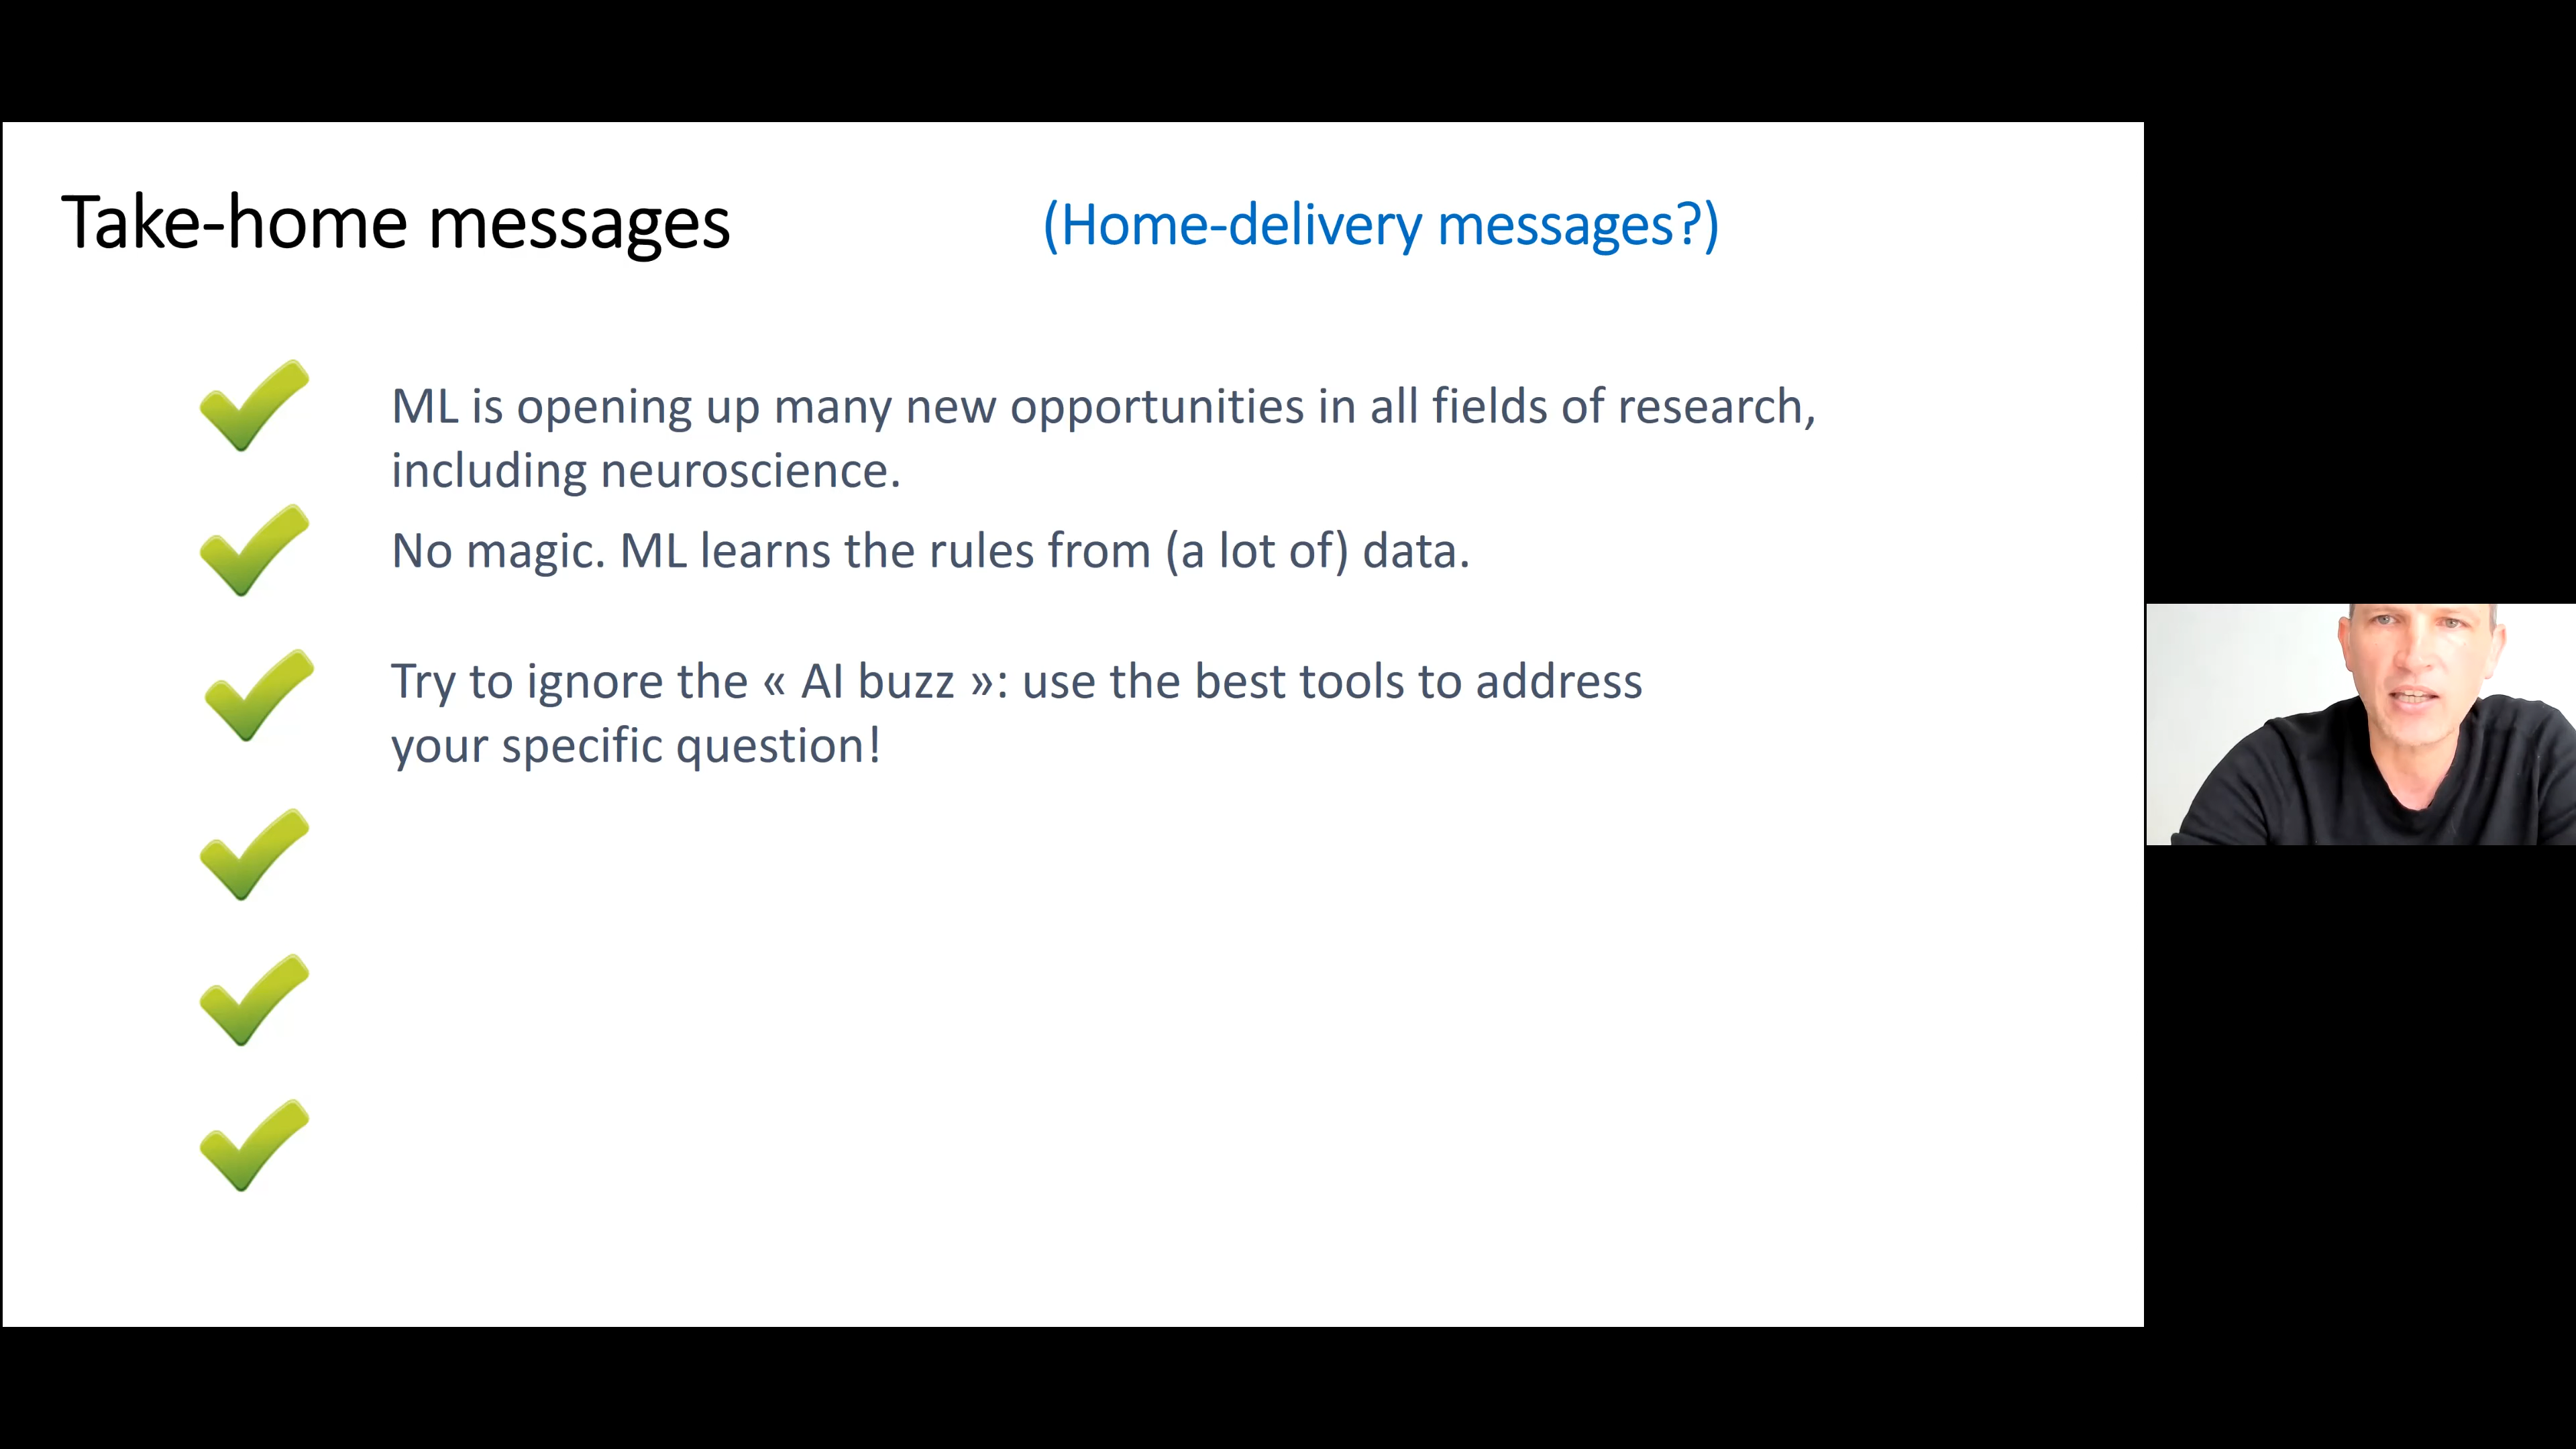 Take-home messages
(Home-delivery messages?)
ML is opening up many new opportunities in all fields of research,
including neuroscience.
No magic. ML learns the rules from (a lot of) data.
Try to ignore the « AI buzz »: use the best tools to address
your specific question!